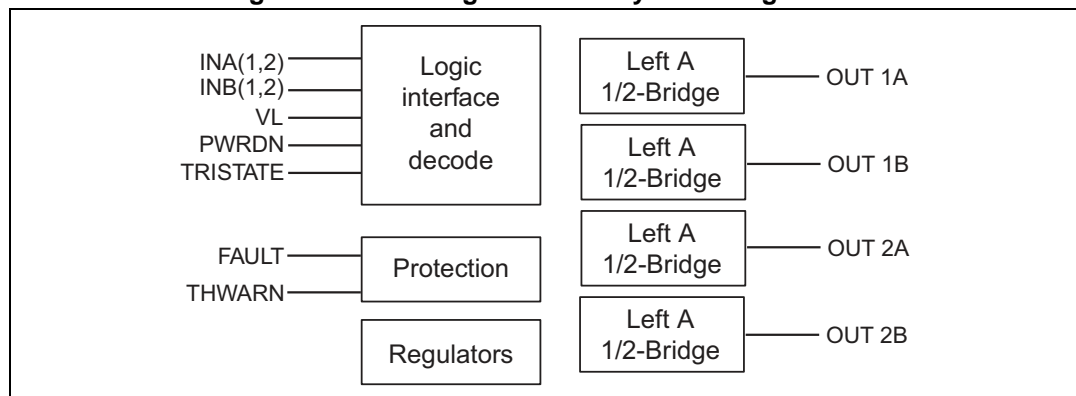 INA(1,2)
INB(1,2)
VL
PWRDN
TRISTATE
Logic
interface
and
decode
FAULT
THWARN
Protection
Regulators
Left A
1/2-Bridge
OUT 1A
Left A
1/2-Bridge
OUT 1B
Left A
1/2-Bridge
OUT 2A
Left A
1/2-Bridge
OUT 2B